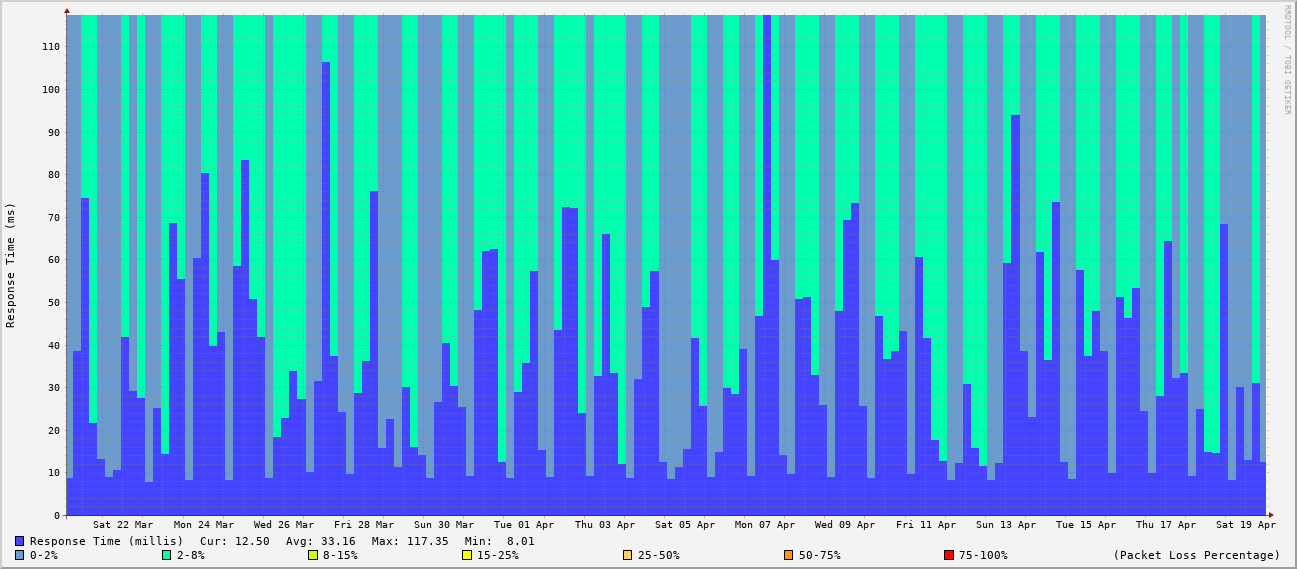 RRDTOOL / TOBI OETIKER
Response Time (ms)
110
100
90
80
70
60
50
40
30
20
10
0
Sat 22 Mar Mon 24 Mar Wed 26 Mar Fri 28 Mar Sun 30 Mar Tue 01 Apr Thu 03 Apr Sat 05 Apr Mon 07 Apr Wed 09 Apr Fri 11 Apr Sun 13 Apr Tue 15 Apr Thu 17 Apr Sat 19 Apr
Response Time (millis) Cur: 12.50 Avg: 33.16 Max: 117.35 Min: 8.01
0-2% 2-8% 8-15% 15-25% 25-50% 50-75% 75-100% (Packet Loss Percentage)